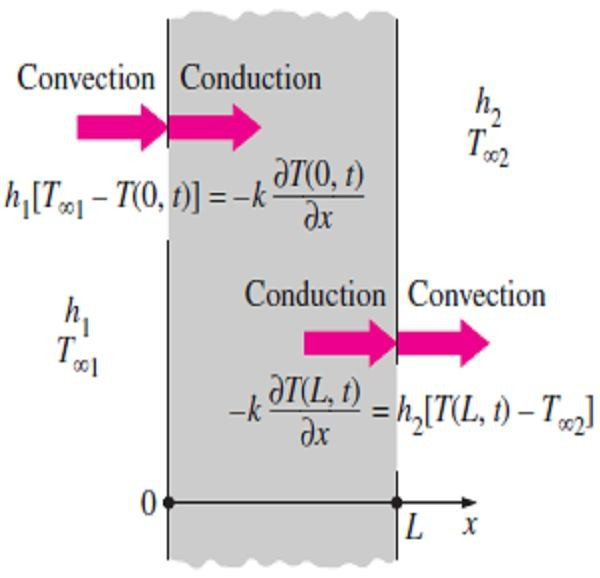 Convection Conduction
h₁[T∞1 – T(0, t)] = –k ∂T(0, t)/∂x
h₂
T∞2
h₁
T∞1
Conduction Convection
–k ∂T(L, t)/∂x = h₂[T(L, t) – T∞2]
0
L x